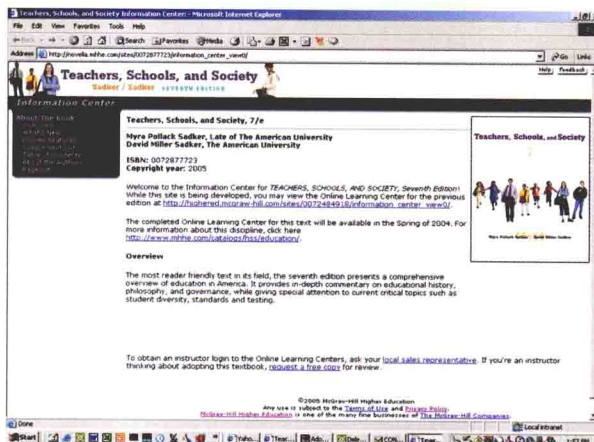 Teachers, Schools, and Society Information Center: - Microsoft Internet Explorer
File Edit View Favorites Tools Help
Back Search Favorites Media
Address http://novella.mhhe.com/sites/0072877723/information_center_view0/ Go Links
Teachers, Schools, and Society
Sadker / Sadker SEVENTH EDITION
Help Feedback
Information Center
About The Book
Teachers, Schools, and Society, 7/e
Myra Pollack Sadker, Late of The American University
David Miller Sadker, The American University
ISBN: 0072877723
Copyright year: 2005
Teachers, Schools, and Society
Myra Pollack Sadker David Miller Sadker
Welcome to the Information Center for TEACHERS, SCHOOLS, AND SOCIETY, Seventh Edition!
While this site is being developed, you may view the Online Learning Center for the previous
edition at http://highered.mcgraw-hill.com/sites/0072484918/information_center_view0/.
The completed Online Learning Center for this text will be available in the Spring of 2004. For
more information about this discipline, click here
http://www.mhhe.com/catalogs/hss/education/.
Overview
The most reader friendly text in its field, the seventh edition presents a comprehensive
overview of education in America. It provides in-depth commentary on educational history,
philosophy, and governance, while giving special attention to current critical topics such as
student diversity, standards and testing.
To obtain an instructor login to the Online Learning Centers, ask your local sales representative. If you're an instructor
thinking about adopting this textbook, request a free copy for review.
©2005 McGraw-Hill Higher Education
Any use is subject to the Terms of Use and Privacy Policy.
McGraw-Hill Higher Education is one of the many fine businesses of The McGraw-Hill Companies.
Done Local intranet
Start Yaho... Tear... Ado... Dele... CON... Tear...